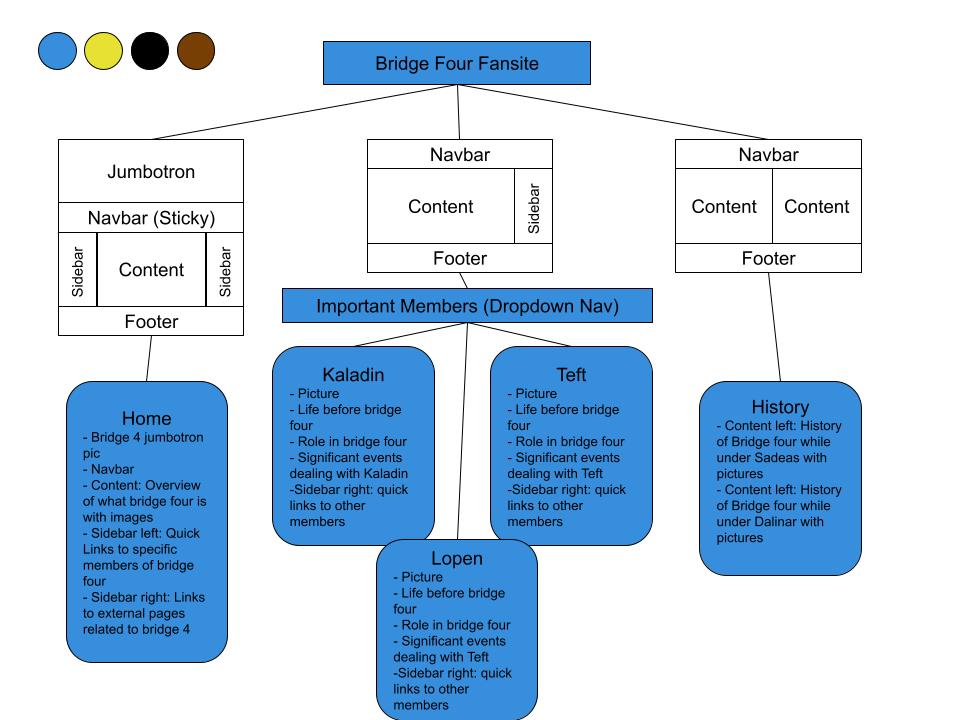 Bridge Four Fansite
Jumbotron
Navbar (Sticky)
Sidebar
Content
Sidebar
Footer
Navbar
Content
Sidebar
Footer
Navbar
Content
Content
Footer
Important Members (Dropdown Nav)
Home
- Bridge 4 jumbotron
pic
- Navbar
- Content: Overview
of what bridge four is
with images
- Sidebar left: Quick
Links to specific
members of bridge
four
- Sidebar right: Links
to external pages
related to bridge 4
Kaladin
- Picture
- Life before bridge
four
- Role in bridge four
- Significant events
dealing with Kaladin
-Sidebar right: quick
links to other
members
Teft
- Picture
- Life before bridge
four
- Role in bridge four
- Significant events
dealing with Teft
-Sidebar right: quick
links to other
members
Lopen
- Picture
- Life before bridge
four
- Role in bridge four
- Significant events
dealing with Teft
-Sidebar right: quick
links to other
members
History
- Content left: History
of Bridge four while
under Sadeas with
pictures
- Content left: History
of Bridge four while
under Dalinar with
pictures